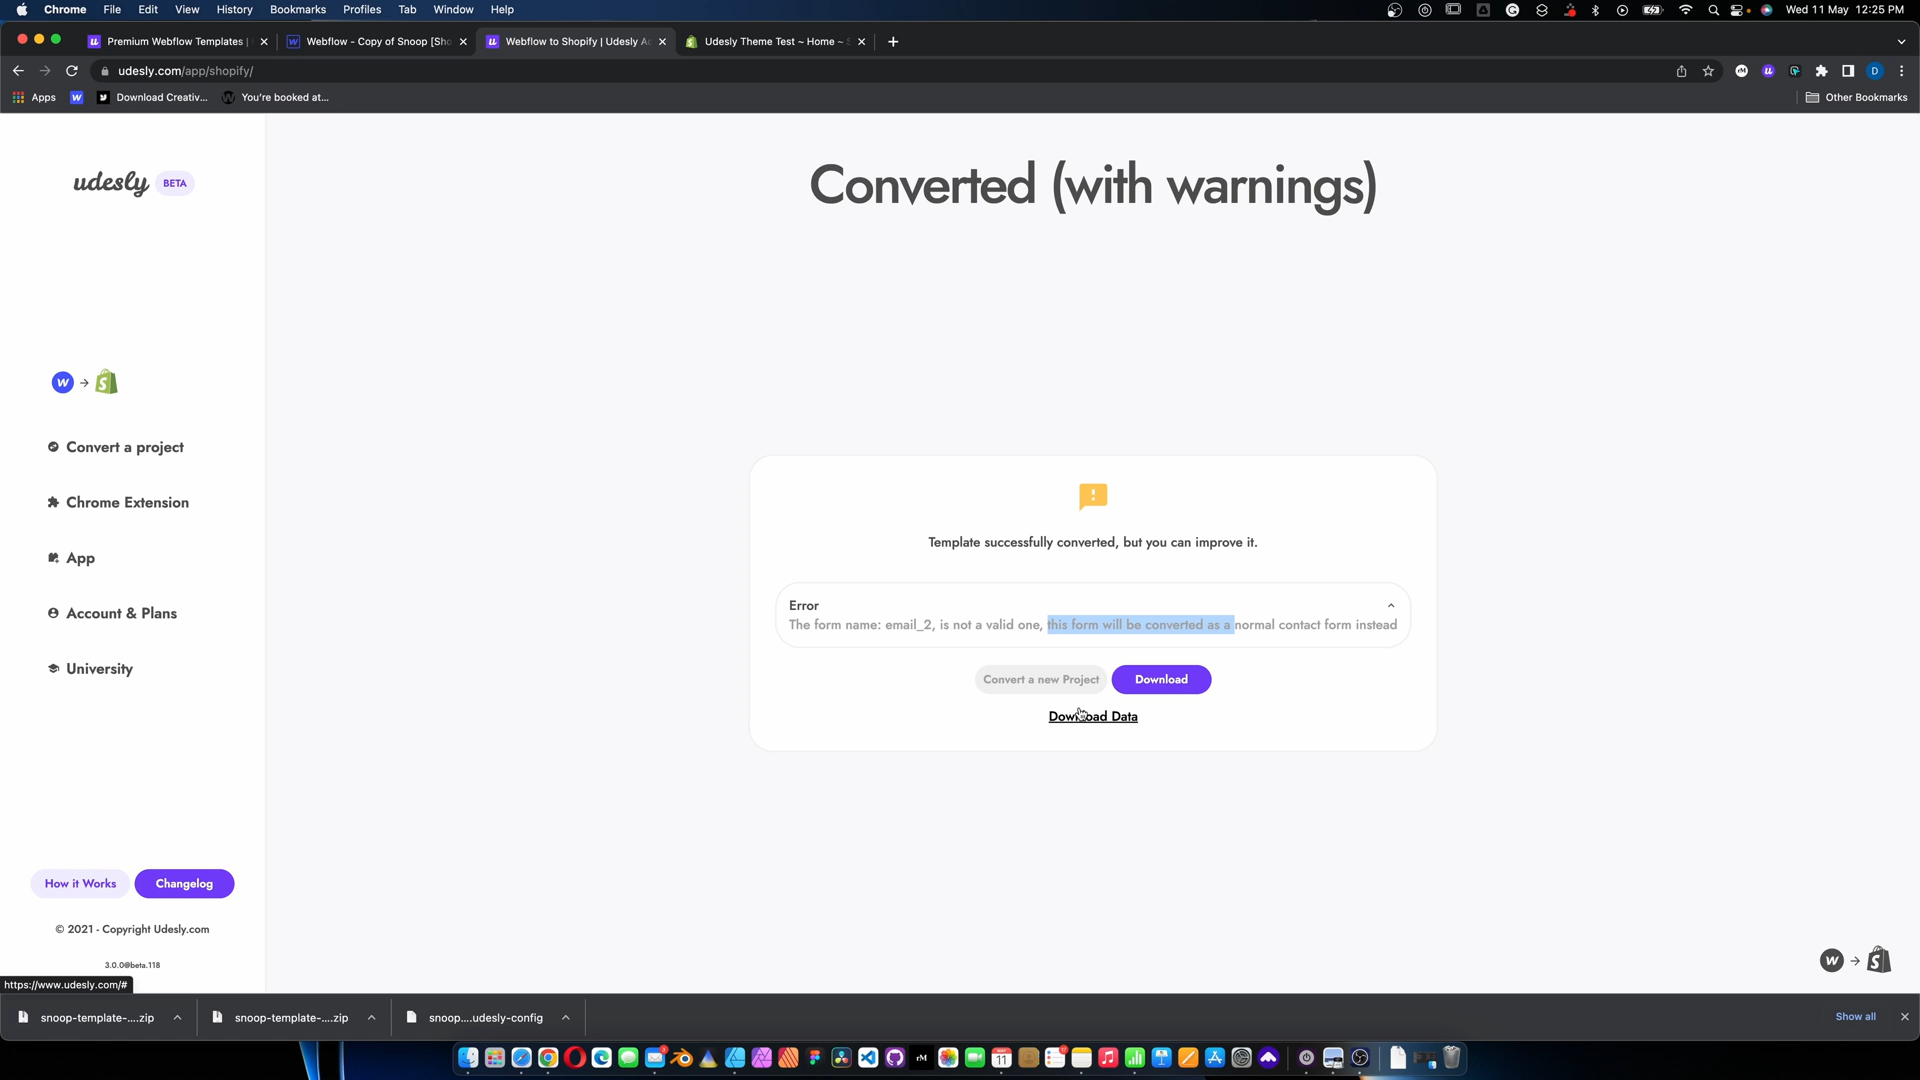 Chrome File Edit View History Bookmarks Profiles Tab Window Help
Wed 11 May 12:25 PM
Premium Webflow Templates |
Webflow - Copy of Snoop [Sho
Webflow to Shopify | Udesly Ad
Udesly Theme Test ~ Home ~ S
udesly.com/app/shopify/
Apps
Download Creativ...
You're booked at...
Other Bookmarks
udesly BETA
Converted (with warnings)
Convert a project
Chrome Extension
App
Account & Plans
University
Template successfully converted, but you can improve it.
Error
The form name: email_2, is not a valid one, this form will be converted as a normal contact form instead
Convert a new Project
Download
Download Data
How it Works
Changelog
© 2021 - Copyright Udesly.com
3.0.0@beta.118
https://www.udesly.com/#
snoop-template-....zip
snoop-template-....zip
snoop....udesly-config
Show all